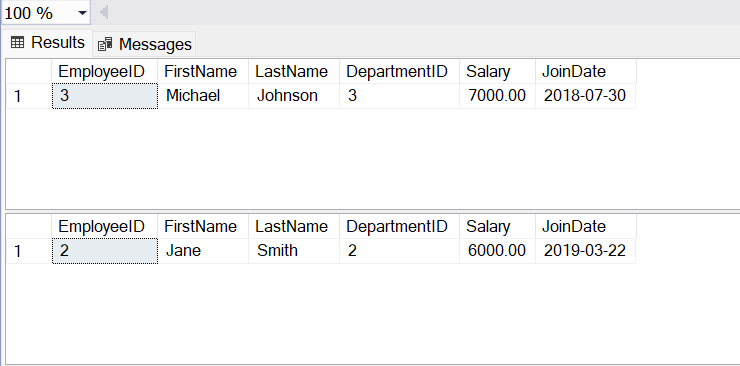 100 %
Results Messages
EmployeeID FirstName LastName DepartmentID Salary JoinDate
1 3 Michael Johnson 3 7000.00 2018-07-30
EmployeeID FirstName LastName DepartmentID Salary JoinDate
1 2 Jane Smith 2 6000.00 2019-03-22